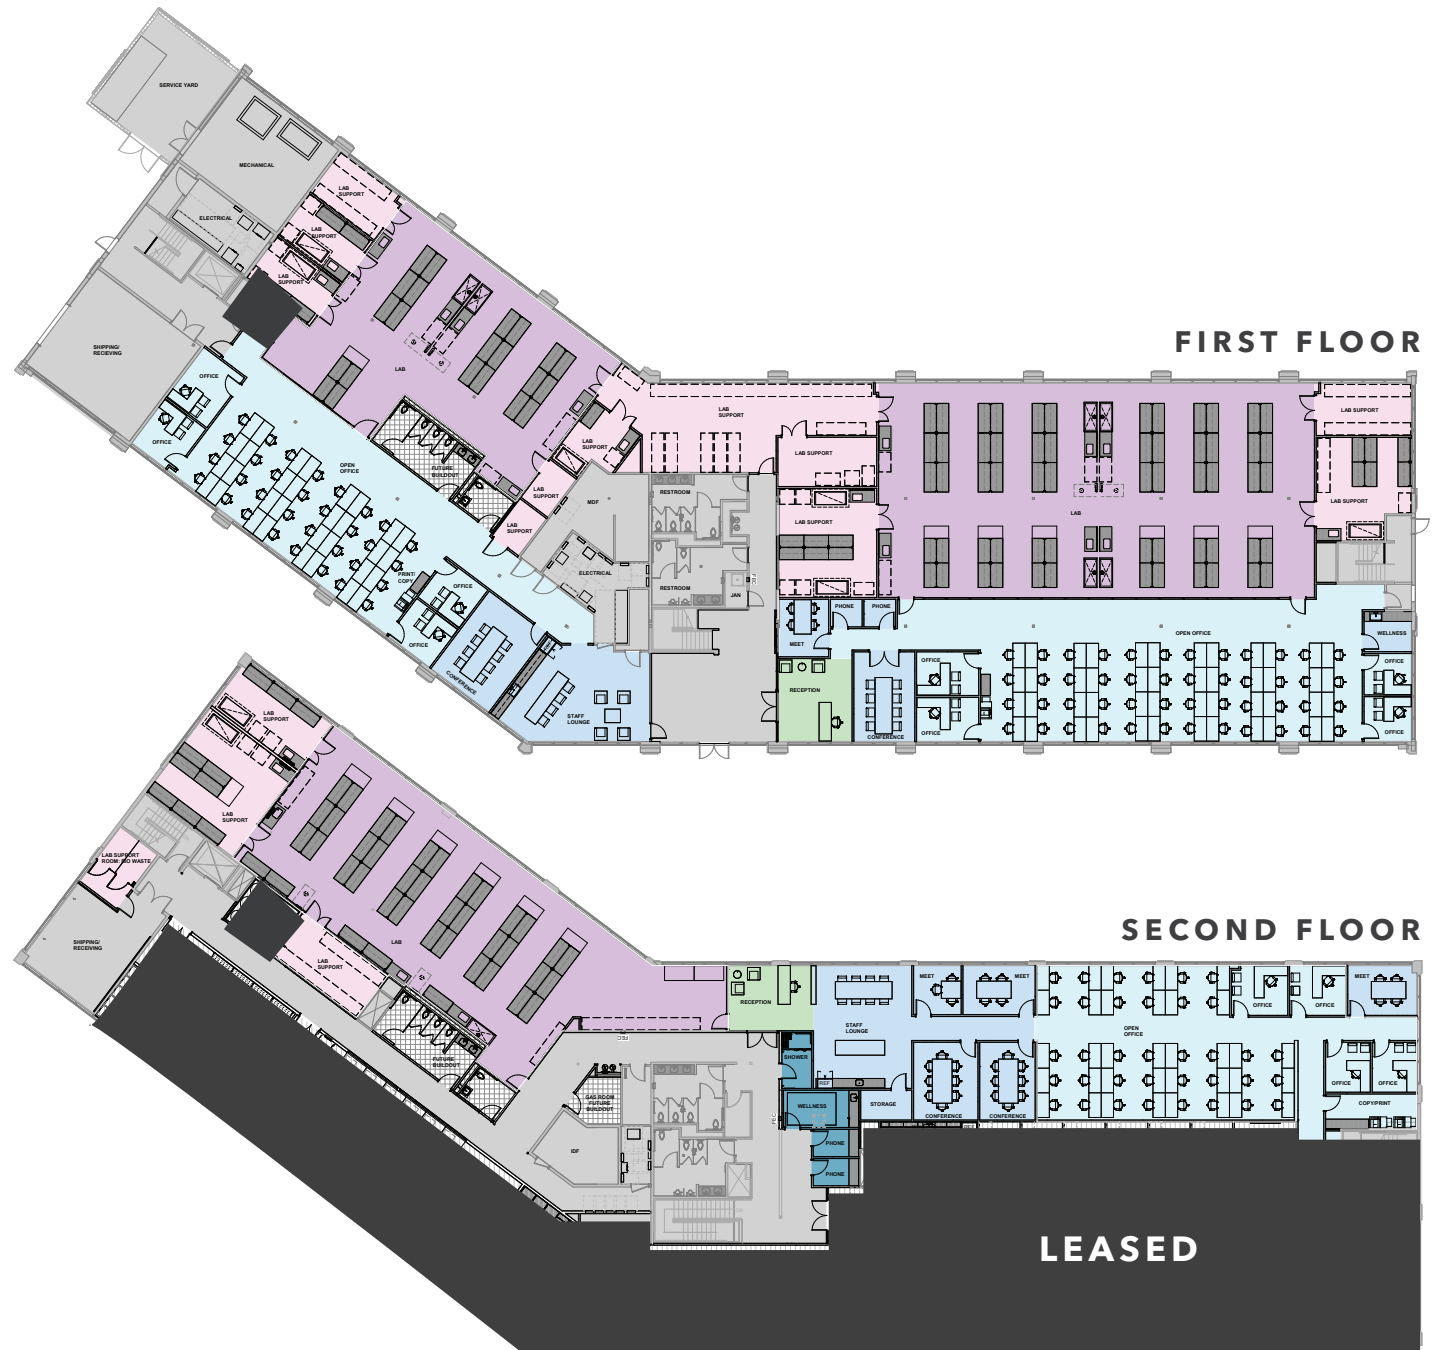 SERVICE YARD
MECHANICAL
LAB
SUPPORT
ELECTRICAL
LAB
SUPPORT
LAB
SUPPORT
SHIPPING/
RECIEVING
FIRST FLOOR
OFFICE
LAB
OFFICE
OPEN
OFFICE
FUTURE
BUILDOUT
LAB
SUPPORT
LAB
SUPPORT
LAB
SUPPORT
LAB
SUPPORT
LAB SUPPORT
LAB SUPPORT
LAB SUPPORT
LAB SUPPORT
LAB
MDF
RESTROOM
ELECTRICAL
RESTROOM
JAN
FEC
PRINT/
COPY
OFFICE
OFFICE
CONFERENCE
STAFF
LOUNGE
PHONE
PHONE
MEET
RECEPTION
CONFERENCE
OFFICE
OFFICE
OPEN OFFICE
WELLNESS
OFFICE
OFFICE
LAB
SUPPORT
LAB
SUPPORT
LAB SUPPORT
ROOM: BIO WASTE
SHIPPING/
RECEIVING
SECOND FLOOR
LAB
LAB
SUPPORT
FUTURE
BUILDOUT
FEC
GAS ROOM
FUTURE
BUILDOUT
IDF
RECEPTION
STAFF
LOUNGE
MEET
MEET
OPEN
OFFICE
OFFICE
OFFICE
MEET
SHOWER
REF
STORAGE
CONFERENCE
CONFERENCE
OFFICE
OFFICE
COPY/PRINT
WELLNESS
FEC
PHONE
PHONE
LEASED